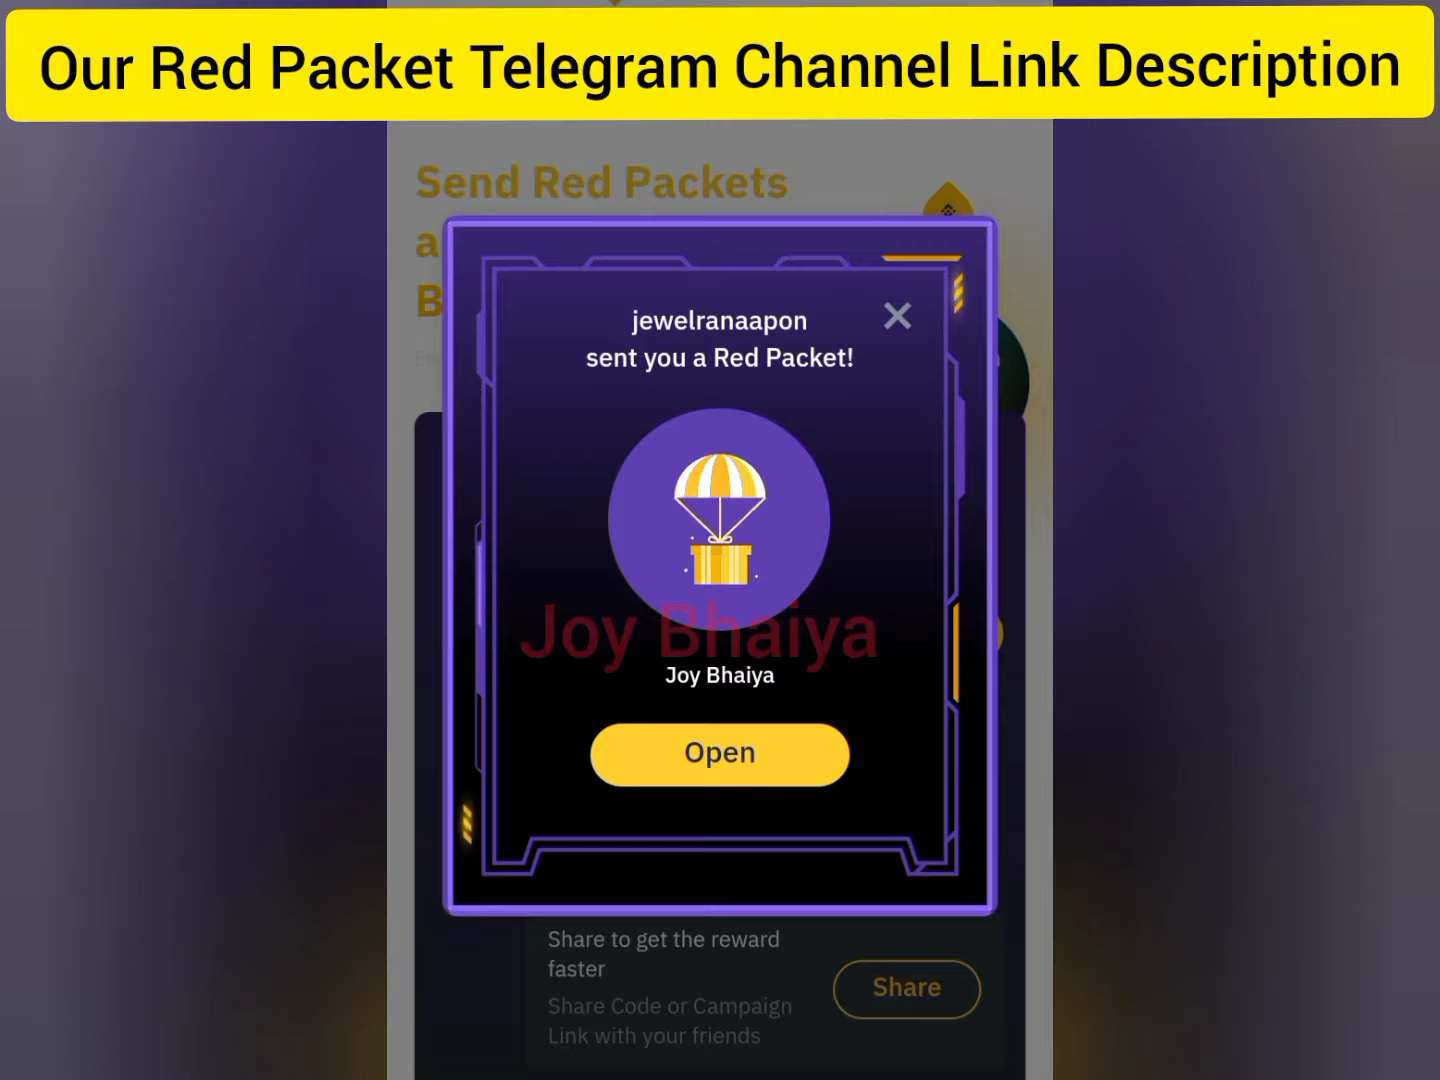 Our Red Packet Telegram Channel Link Description
Send Red Packets
a
B
jewelranaapon
sent you a Red Packet!
Joy Bhaiya
Joy Bhaiya
Open
Share to get the reward
faster
Share Code or Campaign
Link with your friends
Share